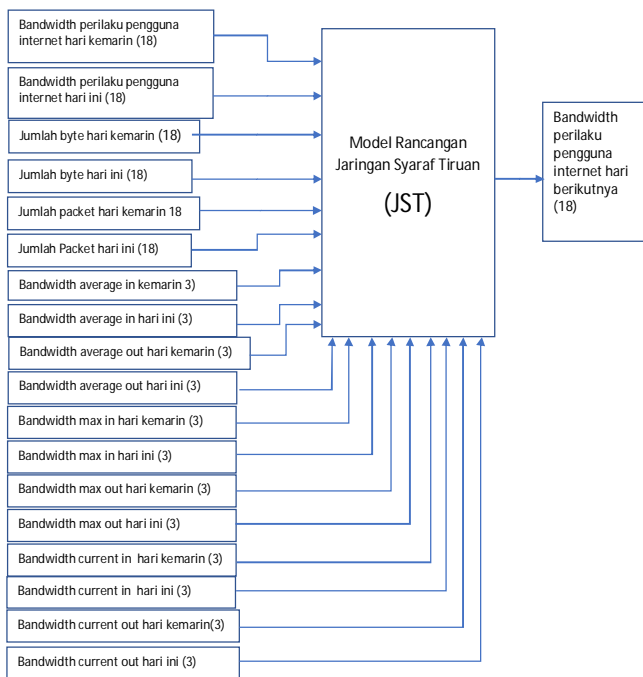 Bandwidth perilaku pengguna
internet hari kemarin (18)
Bandwidth perilaku pengguna
internet hari ini (18)
Jumlah byte hari kemarin (18)
Jumlah byte hari ini (18)
Jumlah packet hari kemarin 18
Jumlah Packet hari ini (18)
Bandwidth average in kemarin 3)
Bandwidth average in hari ini (3)
Bandwidth average out hari kemarin (3)
Bandwidth average out hari ini (3)
Bandwidth max in hari kemarin (3)
Bandwidth max in hari ini (3)
Bandwidth max out hari kemarin (3)
Bandwidth max out hari ini (3)
Bandwidth current in hari kemarin (3)
Bandwidth current in hari ini (3)
Bandwidth current out hari kemarin(3)
Bandwidth current out hari ini (3)
Model Rancangan
Jaringan Syaraf Tiruan
(JST)
Bandwidth
perilaku
pengguna
internet hari
berikutnya
(18)